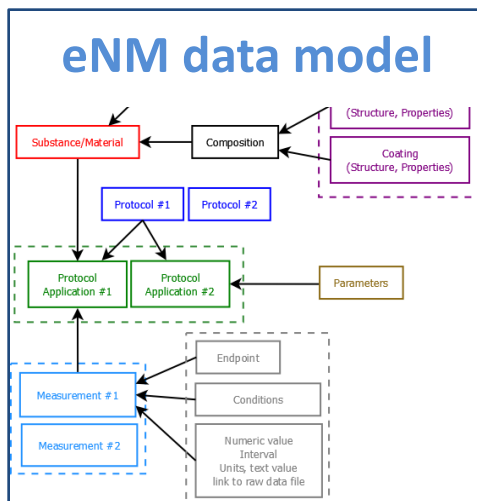 eNM data model
(Structure, Properties)
Substance/Material
Composition
Coating
(Structure, Properties)
Protocol #1
Protocol #2
Protocol
Application #1
Protocol
Application #2
Parameters
Endpoint
Measurement #1
Conditions
Measurement #2
Numeric value
Interval
Units, text value
link to raw data file